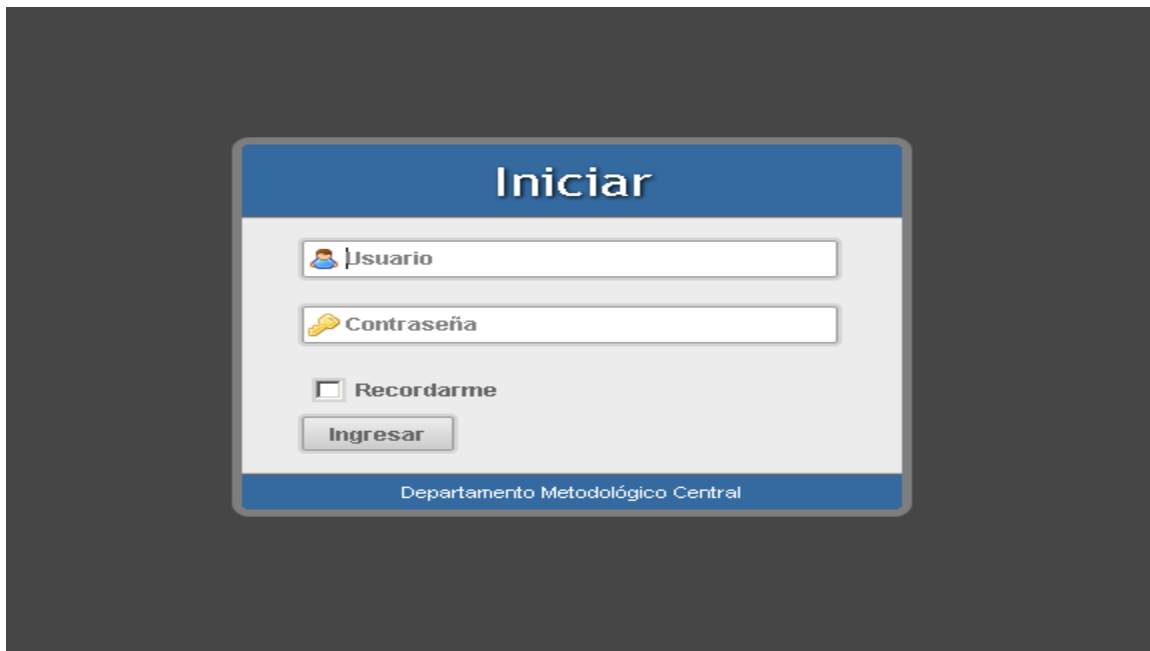 Iniciar
Usuario
Contraseña
Recordarme
Ingresar
Departamento Metodológico Central